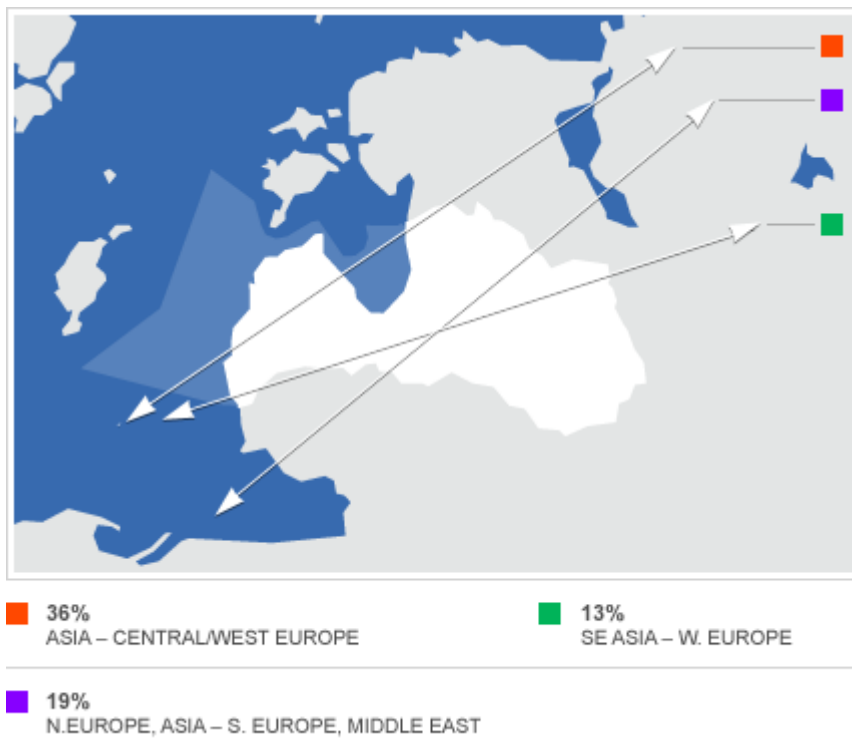 36%
ASIA – CENTRAL/WEST EUROPE
13%
SE ASIA – W. EUROPE
19%
N.EUROPE, ASIA – S. EUROPE, MIDDLE EAST